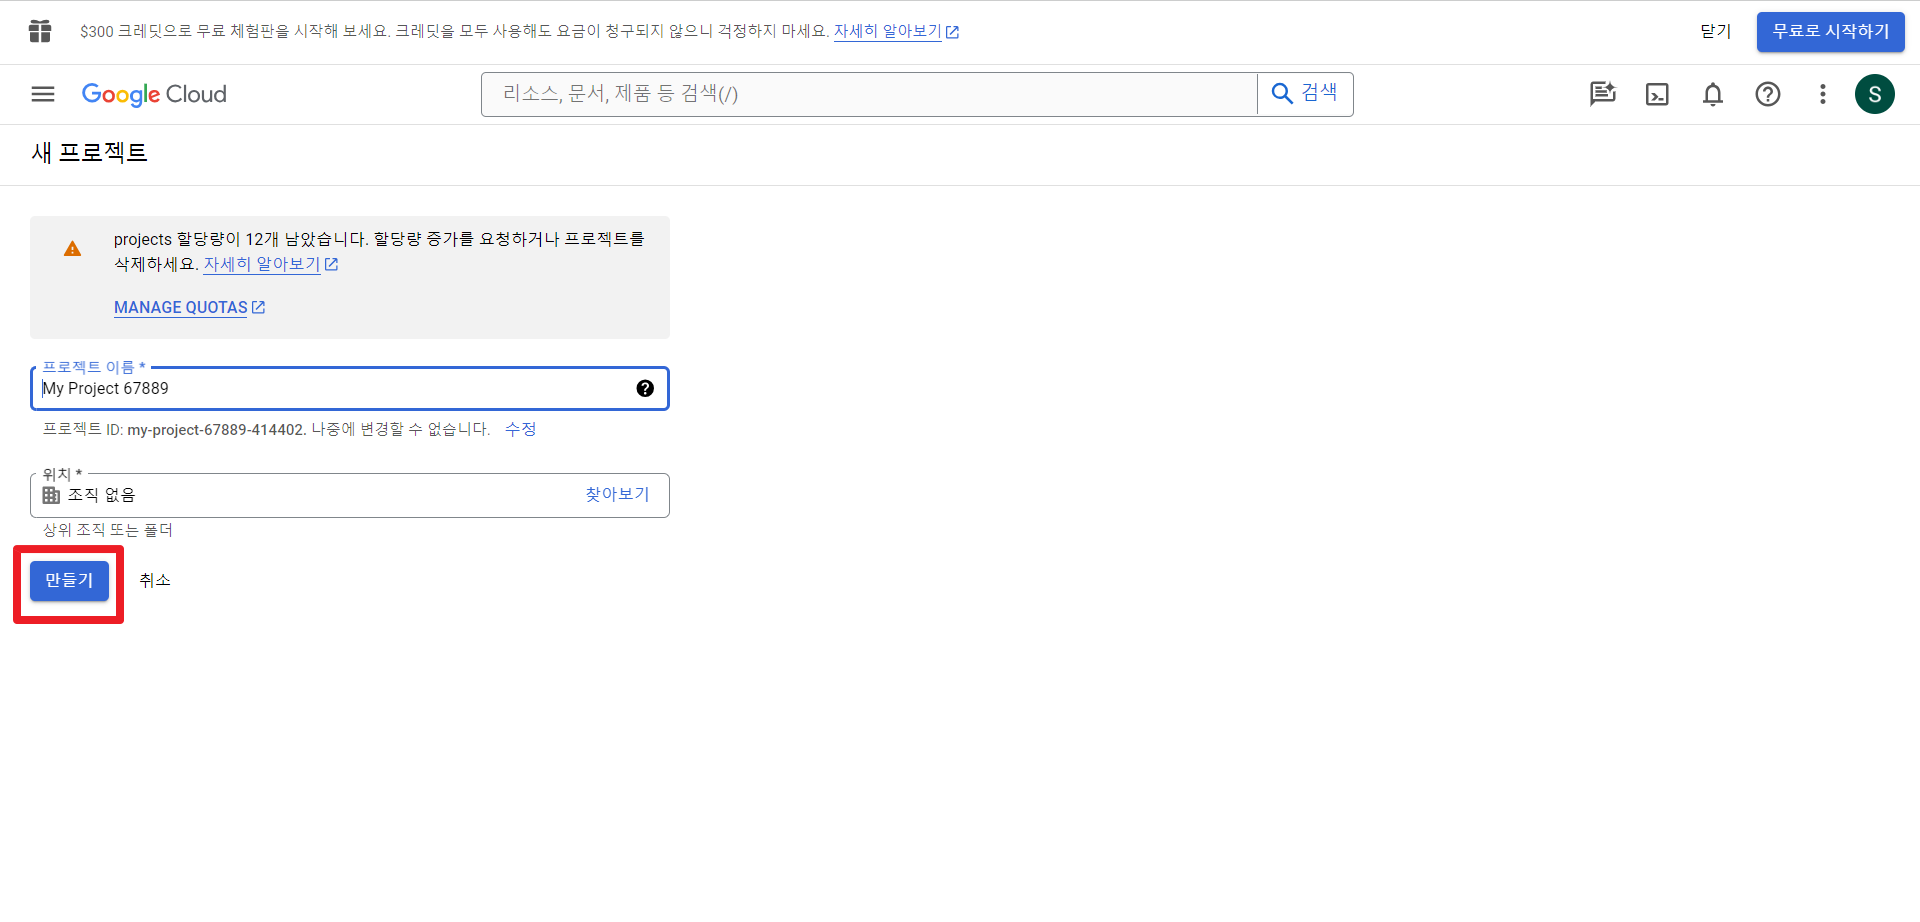 $300 크레딧으로 무료 체험판을 시작해 보세요. 크레딧을 모두 사용해도 요금이 청구되지 않으니 걱정하지 마세요. 자세히 알아보기
닫기
무료로 시작하기
Google Cloud
리소스, 문서, 제품 등 검색(/)
검색
S
새 프로젝트
projects 할당량이 12개 남았습니다. 할당량 증가를 요청하거나 프로젝트를
삭제하세요. 자세히 알아보기
MANAGE QUOTAS
프로젝트 이름 *
My Project 67889
프로젝트 ID: my-project-67889-414402. 나중에 변경할 수 없습니다. 수정
위치 *
조직 없음
찾아보기
상위 조직 또는 폴더
만들기
취소